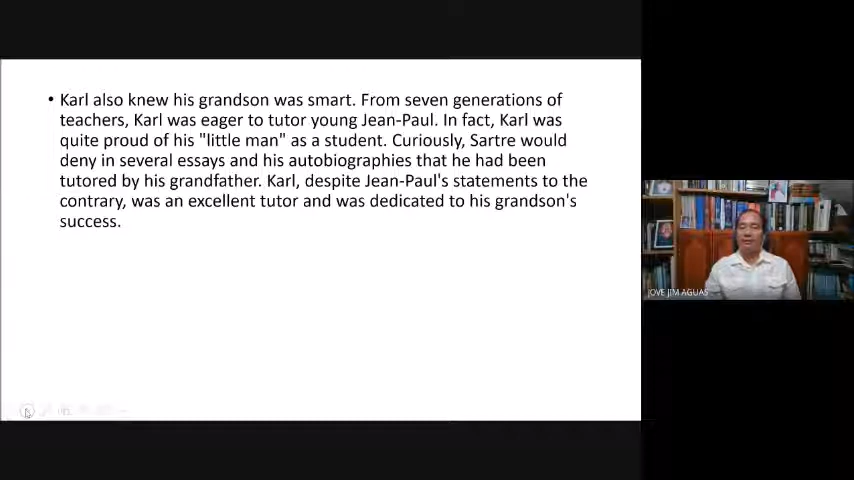 • Karl also knew his grandson was smart. From seven generations of
teachers, Karl was eager to tutor young Jean-Paul. In fact, Karl was
quite proud of his "little man" as a student. Curiously, Sartre would
deny in several essays and his autobiographies that he had been
tutored by his grandfather. Karl, despite Jean-Paul's statements to the
contrary, was an excellent tutor and was dedicated to his grandson's
success.
JOVE JIM AGUAS